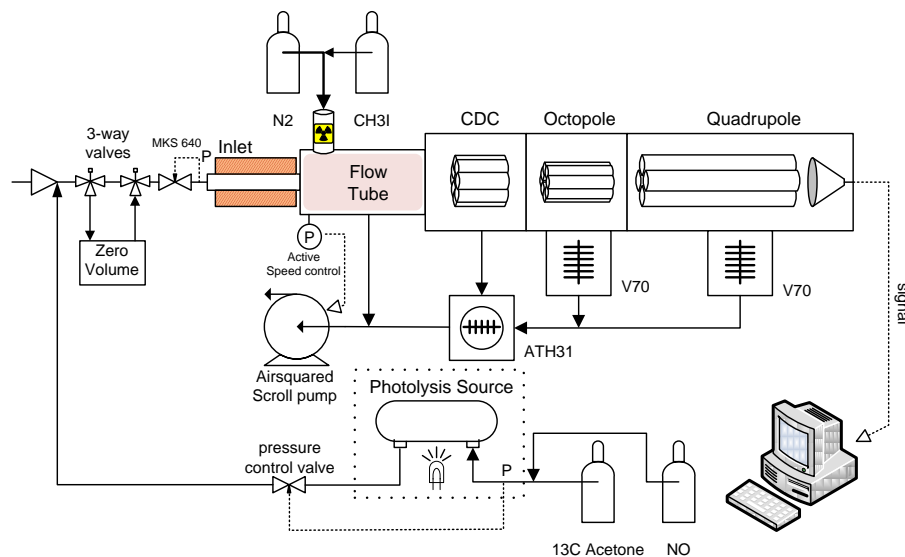 N2
CH3I
CDC
Octopole
Quadrupole
3-way
valves
MKS 640
P
Inlet
Flow
Tube
Zero
Volume
P
Active
Speed control
V70
V70
signal
ATH31
Airsquared
Scroll pump
Photolysis Source
pressure
control valve
P
13C Acetone
NO